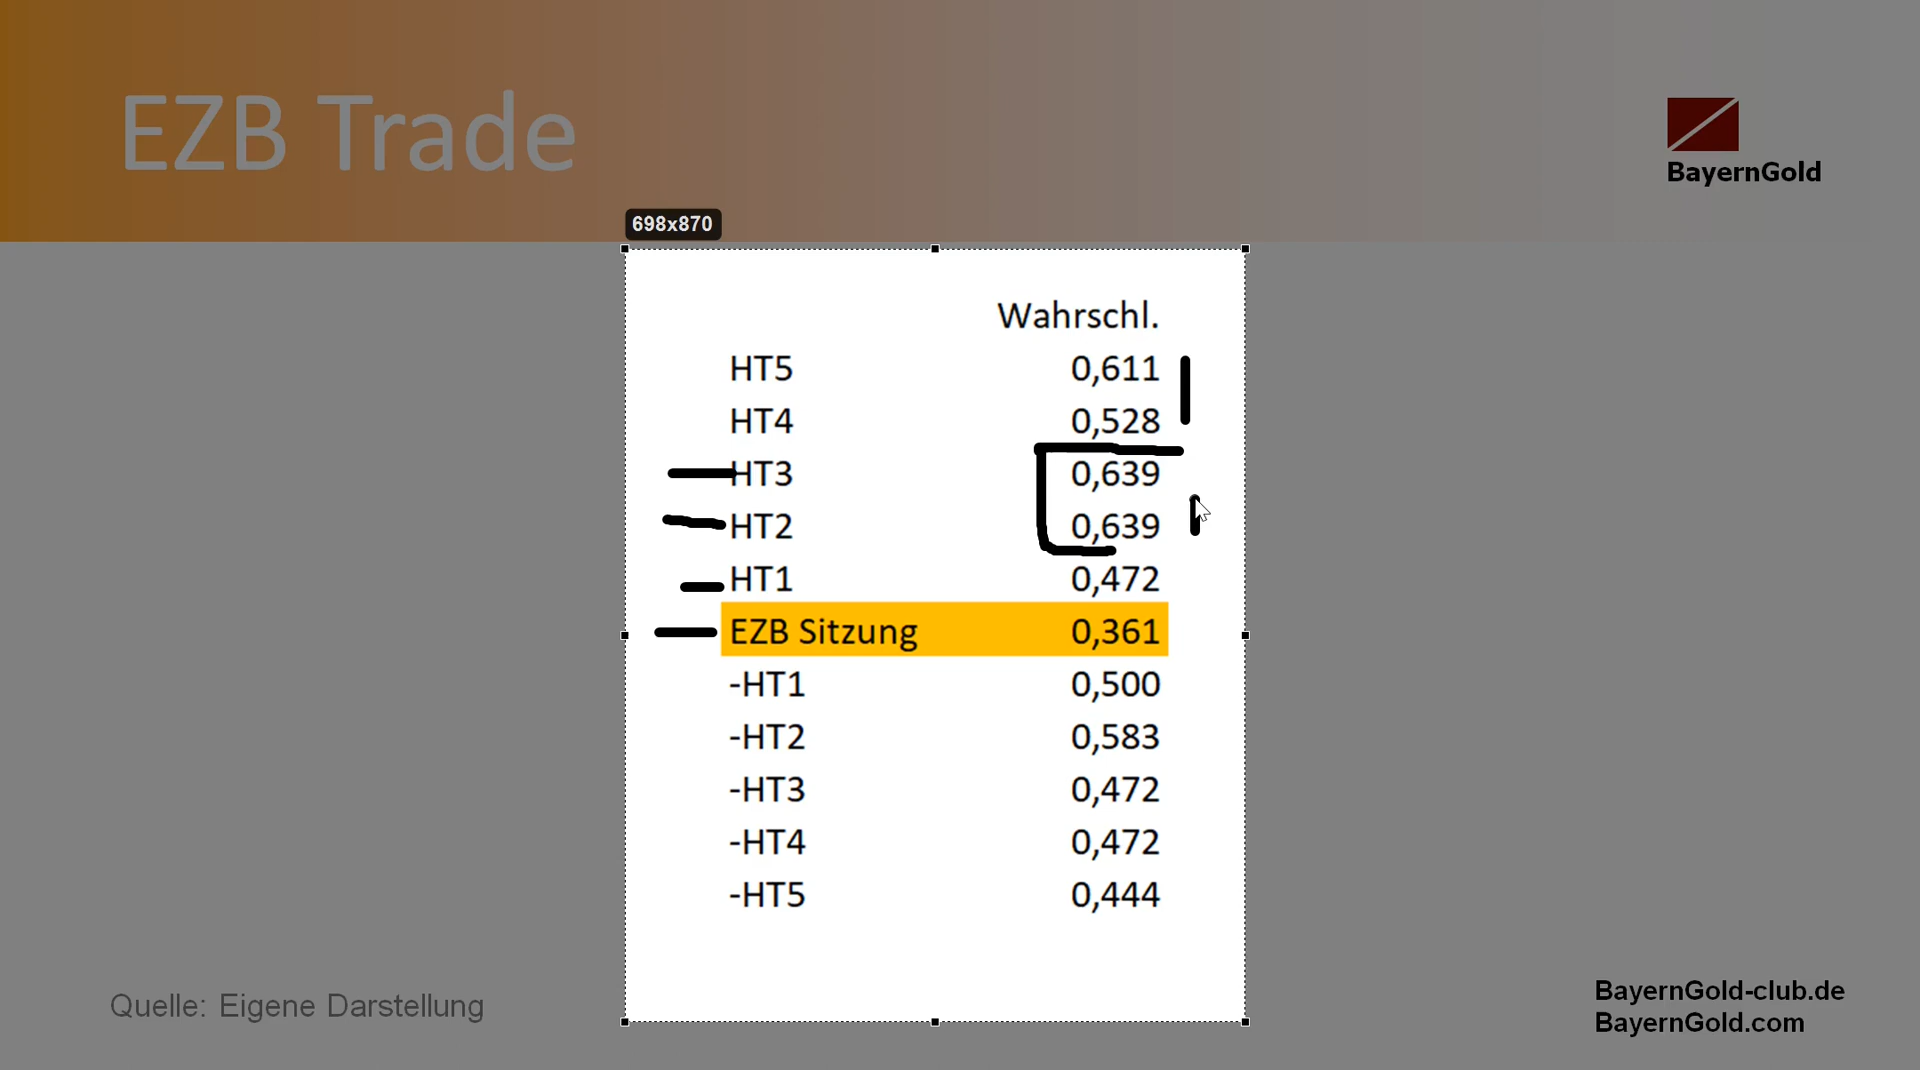 EZB Trade
BayernGold
698x870
Wahrschl.
HT5 0,611
HT4 0,528
HT3 0,639
HT2 0,639
HT1 0,472
EZB Sitzung 0,361
-HT1 0,500
-HT2 0,583
-HT3 0,472
-HT4 0,472
-HT5 0,444
Quelle: Eigene Darstellung
BayernGold-club.de
BayernGold.com